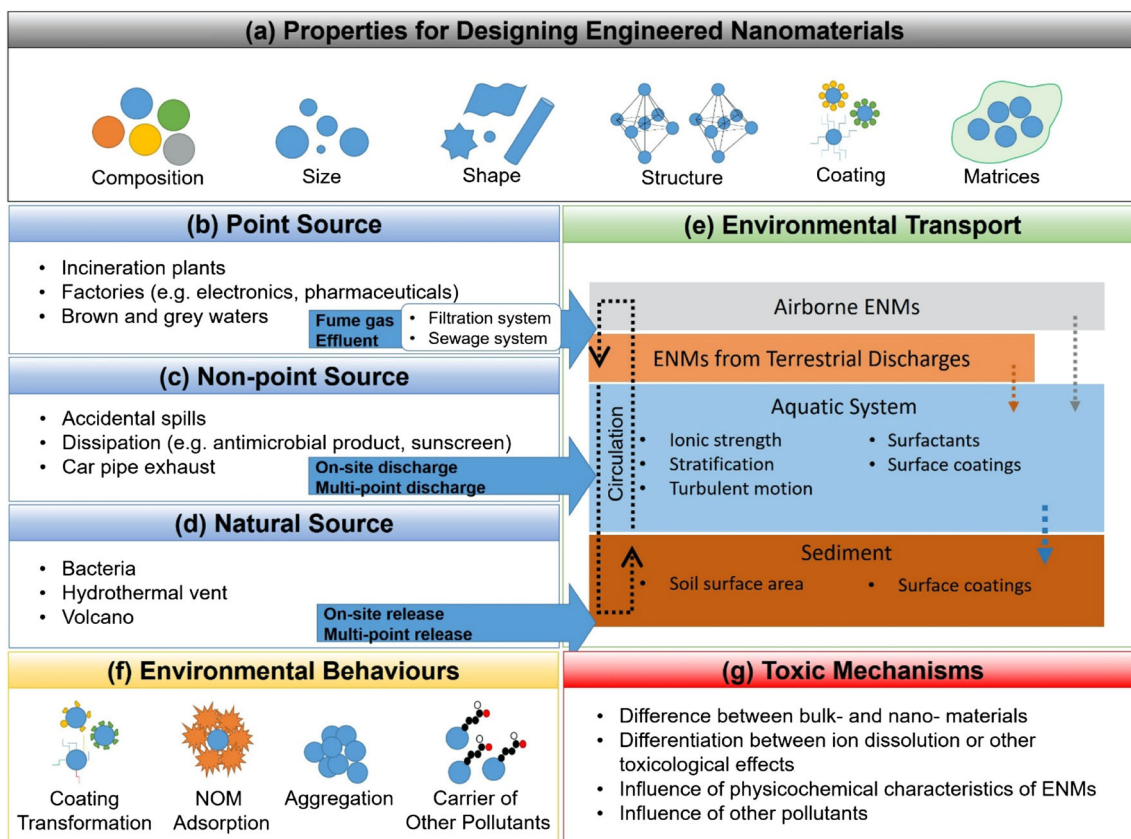 (a) Properties for Designing Engineered Nanomaterials
Composition
Size
Shape
Structure
Coating
Matrices
(b) Point Source
• Incineration plants
• Factories (e.g. electronics, pharmaceuticals)
• Brown and grey waters
Fume gas
Effluent
• Filtration system
• Sewage system
(c) Non-point Source
• Accidental spills
• Dissipation (e.g. antimicrobial product, sunscreen)
• Car pipe exhaust
On-site discharge
Multi-point discharge
(d) Natural Source
• Bacteria
• Hydrothermal vent
• Volcano
On-site release
Multi-point release
(e) Environmental Transport
Airborne ENMs
ENMs from Terrestrial Discharges
Aquatic System
• Ionic strength
• Stratification
• Turbulent motion
• Surfactants
• Surface coatings
Circulation
Sediment
• Soil surface area
• Surface coatings
(f) Environmental Behaviours
Coating
Transformation
NOM
Adsorption
Aggregation
Carrier of
Other Pollutants
(g) Toxic Mechanisms
• Difference between bulk- and nano- materials
• Differentiation between ion dissolution or other
toxicological effects
• Influence of physicochemical characteristics of ENMs
• Influence of other pollutants